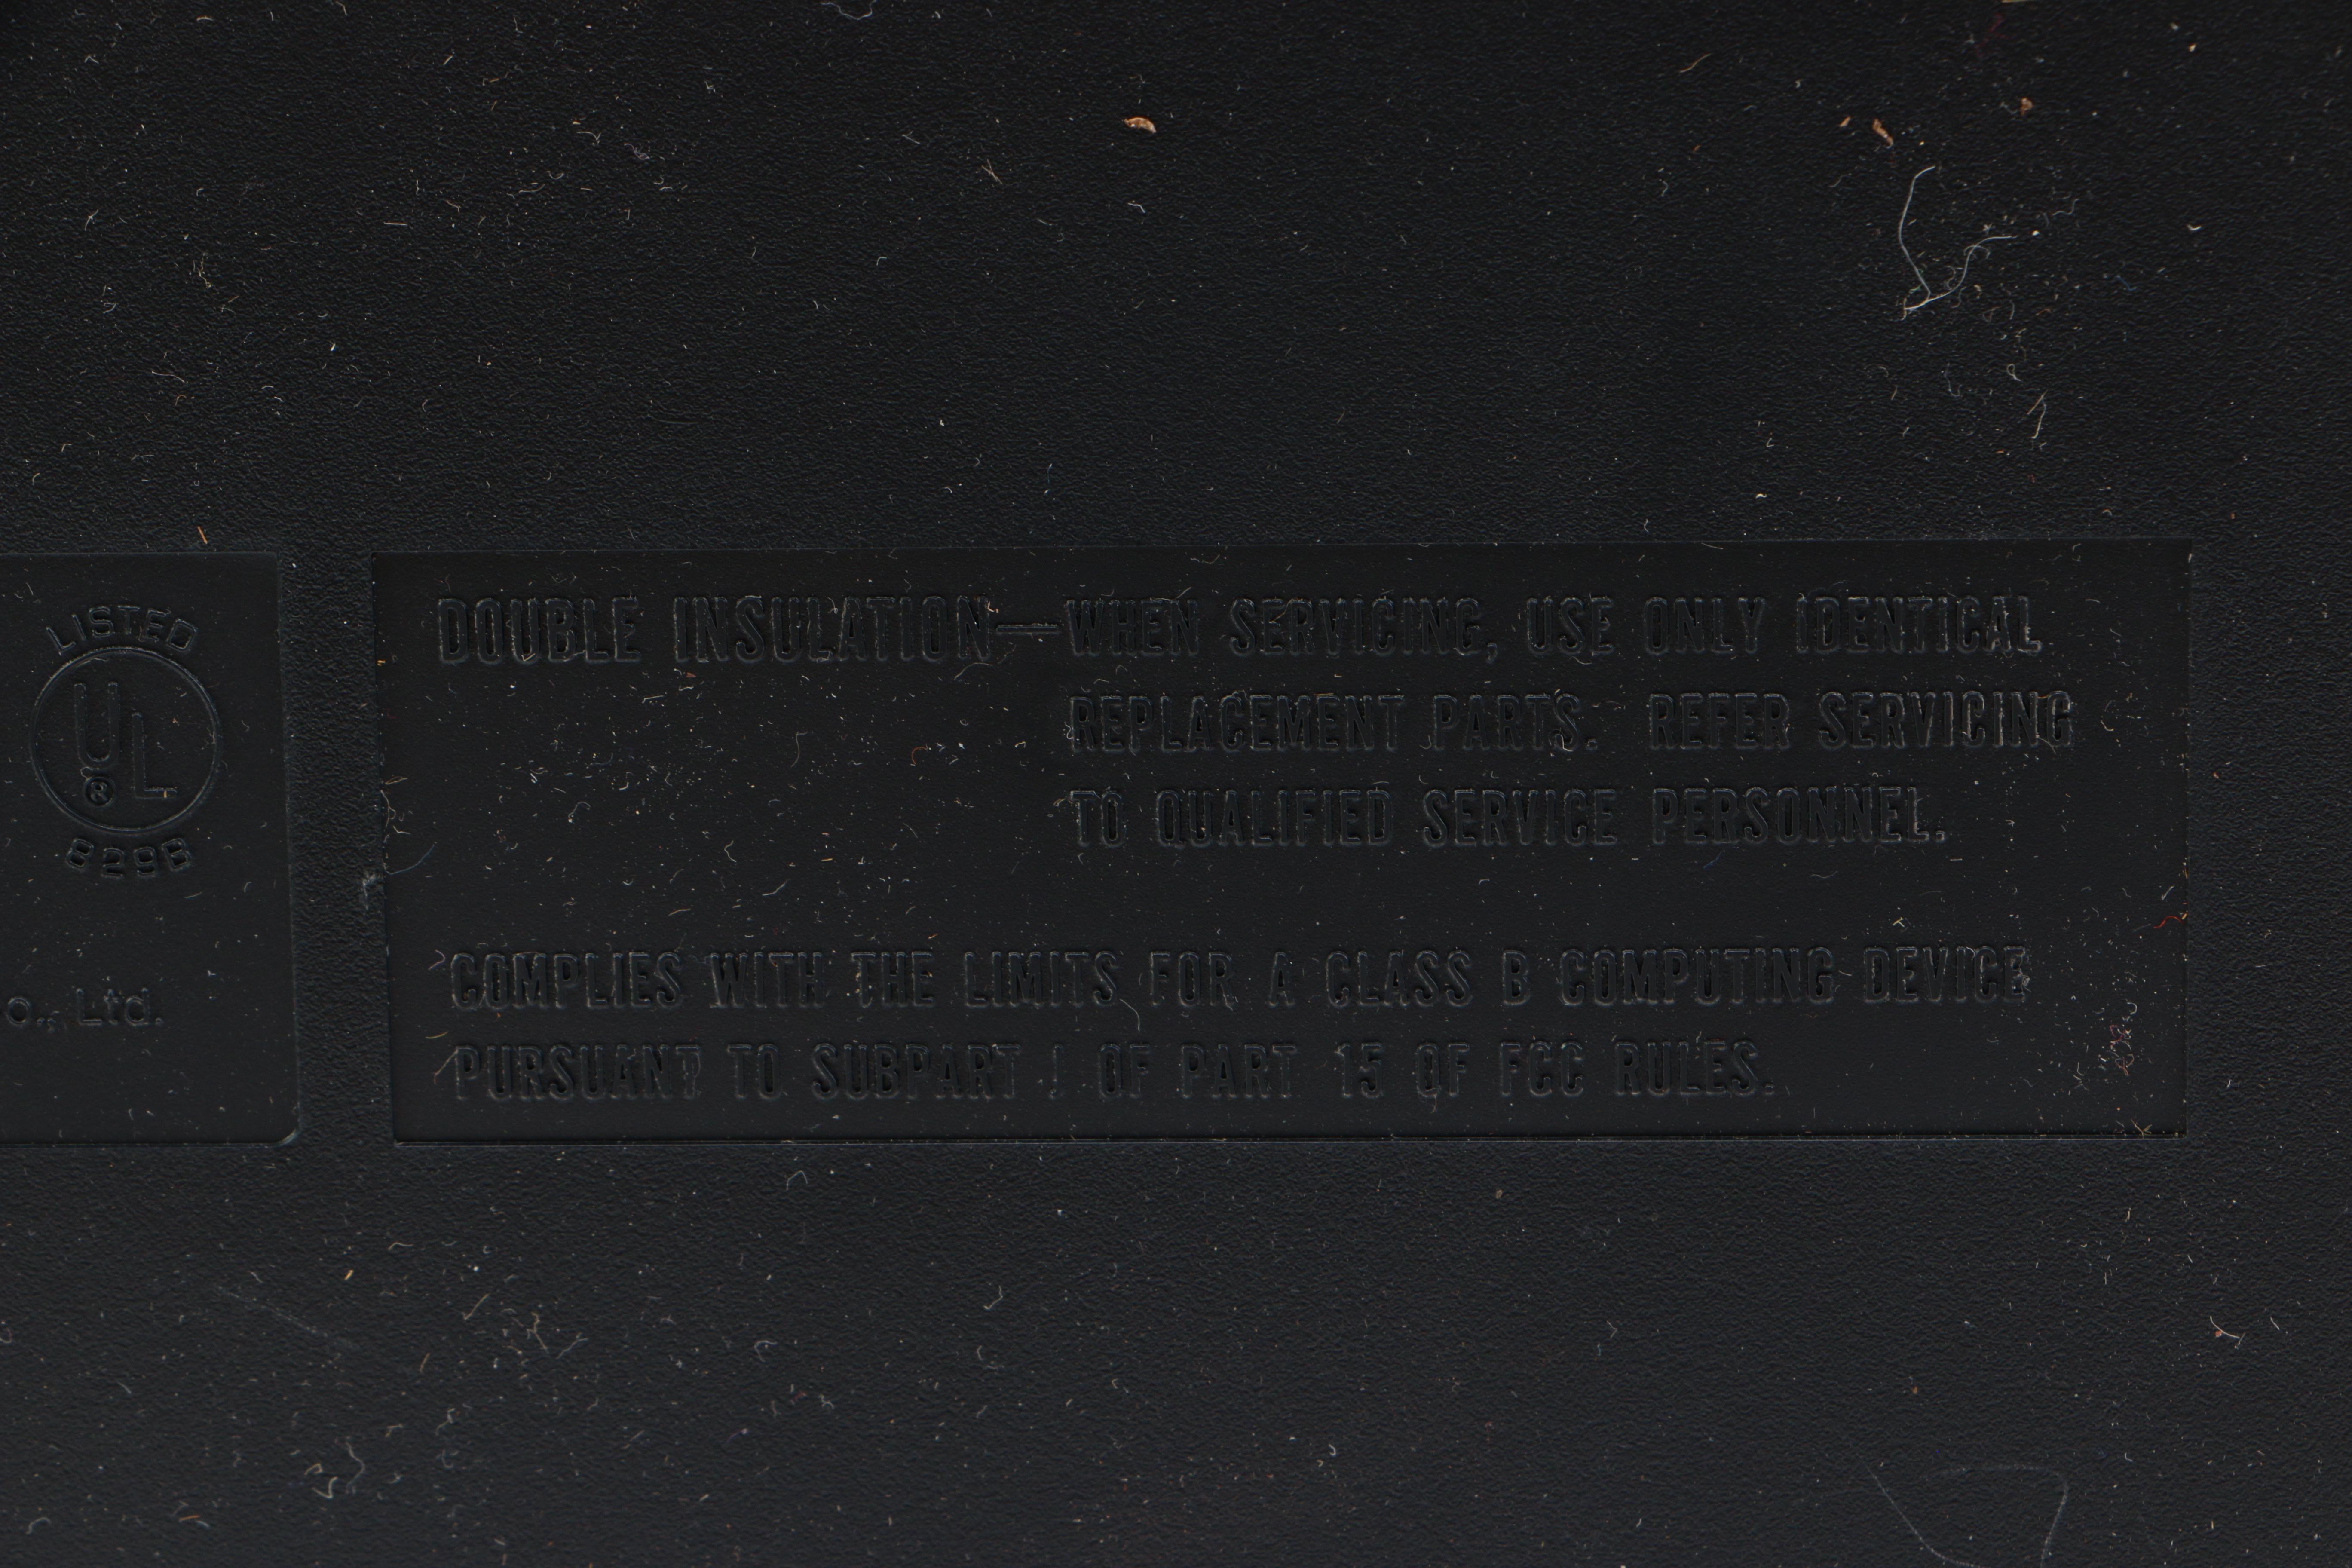 LISTED
UL
®
829B
o., Ltd.
DOUBLE INSULATION—WHEN SERVICING, USE ONLY IDENTICAL
REPLACEMENT PARTS. REFER SERVICING
TO QUALIFIED SERVICE PERSONNEL.
COMPLIES WITH THE LIMITS FOR A CLASS B COMPUTING DEVICE
PURSUANT TO SUBPART J OF PART 15 OF FCC RULES.